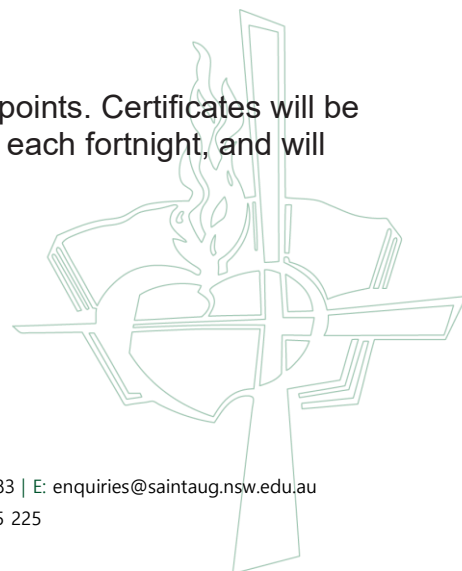 points. Certificates will be
each fortnight, and will
33 | E: enquiries@saintaug.nsw.edu.au
5 225